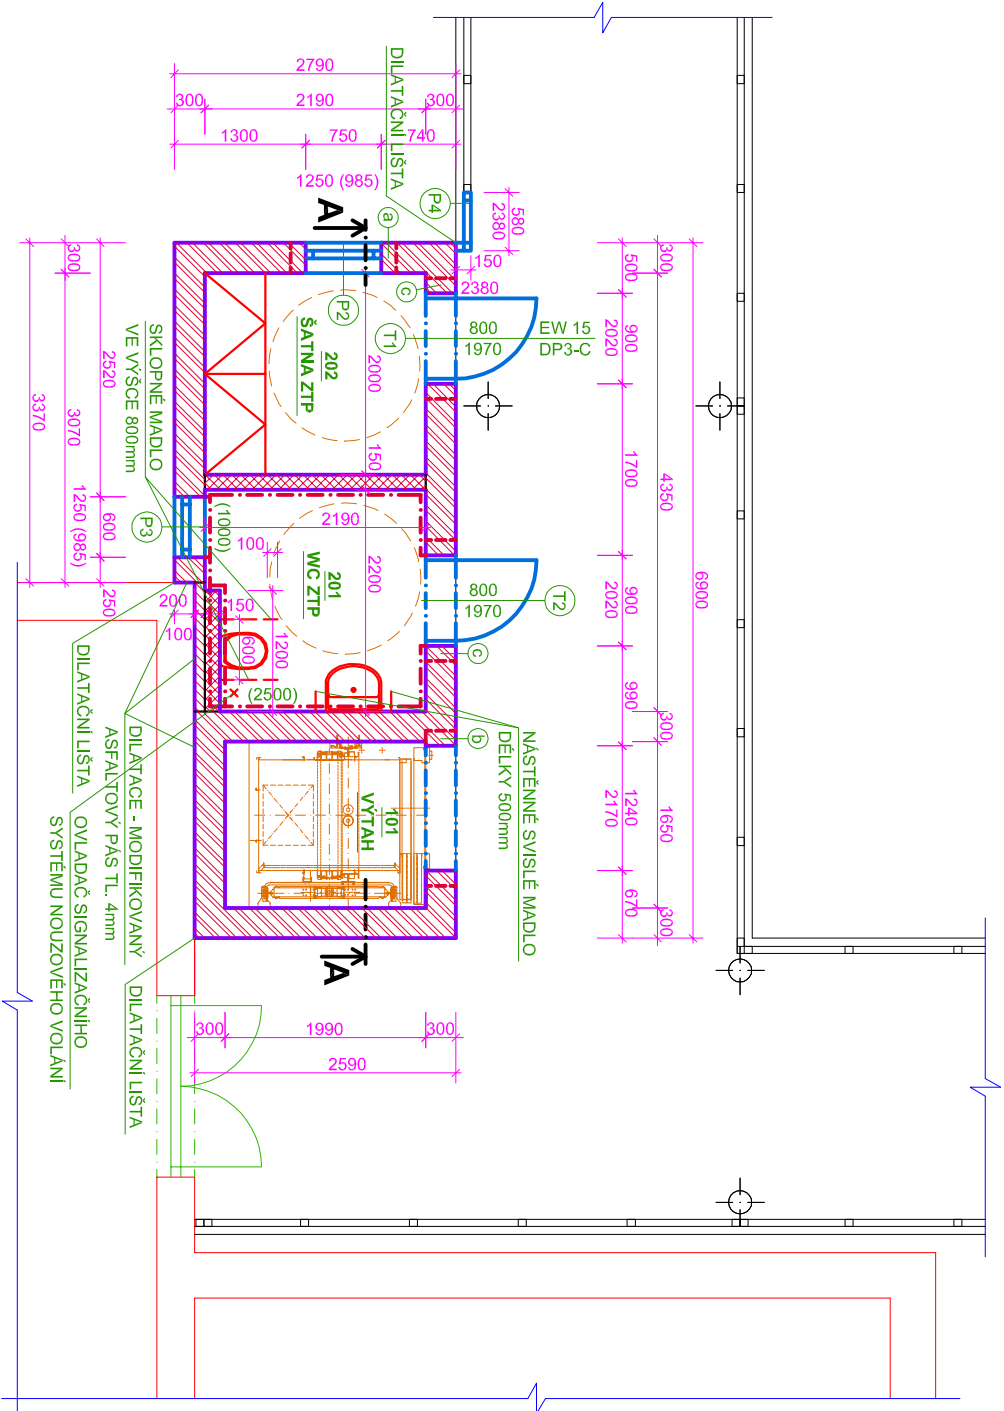 2790
300
2190
300
1300
750
740
1250 (985)
DILATAČNÍ LIŠTA
P4
580
2380
A
a
150
2380
c
P2
T1
800
1970
EW 15
DP3-C
202
ŠATNA ZTP
2000
150
300
500
900
2020
1700
4350
6900
900
2020
990
300
1240
2170
1650
670
300
300
2520
3070
3370
600
1250 (985)
250
SKLOPNÉ MADLO
VE VÝŠCE 800mm
P3
(1000)
2190
100
201
WC ZTP
2200
800
1970
T2
200
100
150
600
1200
(2500)
c
b
NÁSTĚNNÉ SVISLÉ MADLO
DÉLKY 500mm
101
VÝTAH
DILATAČNÍ LIŠTA
DILATACE - MODIFIKOVANÝ
ASFALTOVÝ PÁS TL. 4mm
OVLADAČ SIGNALIZAČNÍHO
SYSTÉMU NOUZOVÉHO VOLÁNÍ
DILATAČNÍ LIŠTA
A
300
1990
300
2590